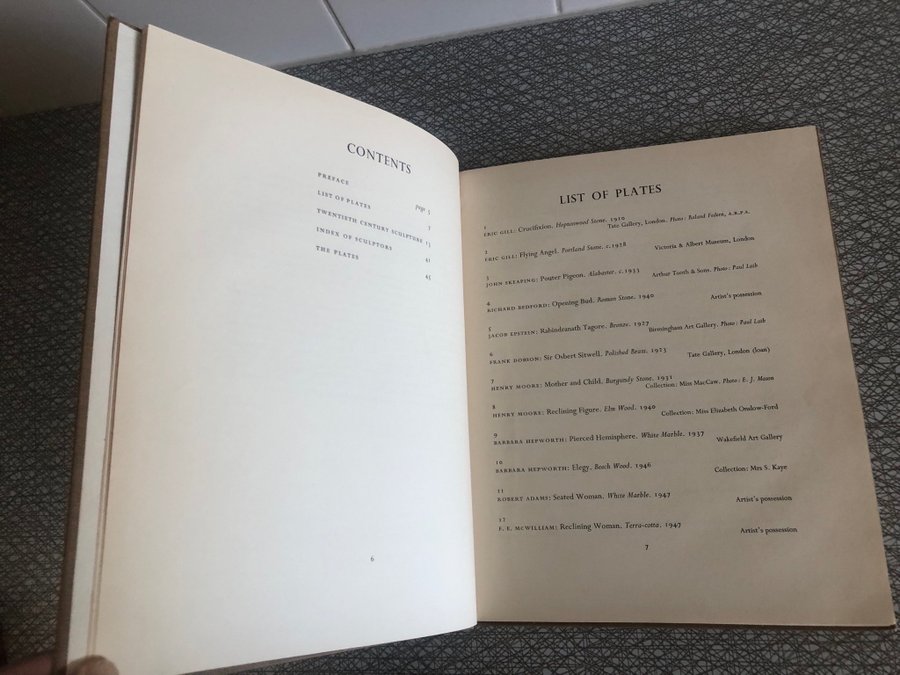 CONTENTS
PREFACE page 5
LIST OF PLATES 7
TWENTIETH CENTURY SCULPTURE 13
INDEX OF SCULPTORS 41
THE PLATES 45
6
LIST OF PLATES
1
ERIC GILL: Crucifixion. Hoptonwood Stone. 1910
Tate Gallery, London. Photo: Roland Federn, A.R.P.S.
2
ERIC GILL: Flying Angel. Portland Stone. c.1928
Victoria & Albert Museum, London
3
JOHN SKEAPING: Pouter Pigeon. Alabaster. c.1933
Arthur Tooth & Sons. Photo: Paul Laib
4
RICHARD BEDFORD: Opening Bud. Roman Stone. 1940
Artist's possession
5
JACOB EPSTEIN: Rabindranath Tagore. Bronze. 1927
Birmingham Art Gallery. Photo: Paul Laib
6
FRANK DOBSON: Sir Osbert Sitwell. Polished Brass. 1923
Tate Gallery, London (loan)
7
HENRY MOORE: Mother and Child. Burgundy Stone. 1931
Collection: Miss MacCaw. Photo: E. J. Mason
8
HENRY MOORE: Reclining Figure. Elm Wood. 1940
Collection: Miss Elisabeth Onslow-Ford
9
BARBARA HEPWORTH: Pierced Hemisphere. White Marble. 1937
Wakefield Art Gallery
10
BARBARA HEPWORTH: Elegy. Beech Wood. 1946
Collection: Mrs S. Kaye
11
ROBERT ADAMS: Seated Woman. White Marble. 1947
Artist's possession
12
F. E. MCWILLIAM: Reclining Woman. Terra-cotta. 1947
Artist's possession
7